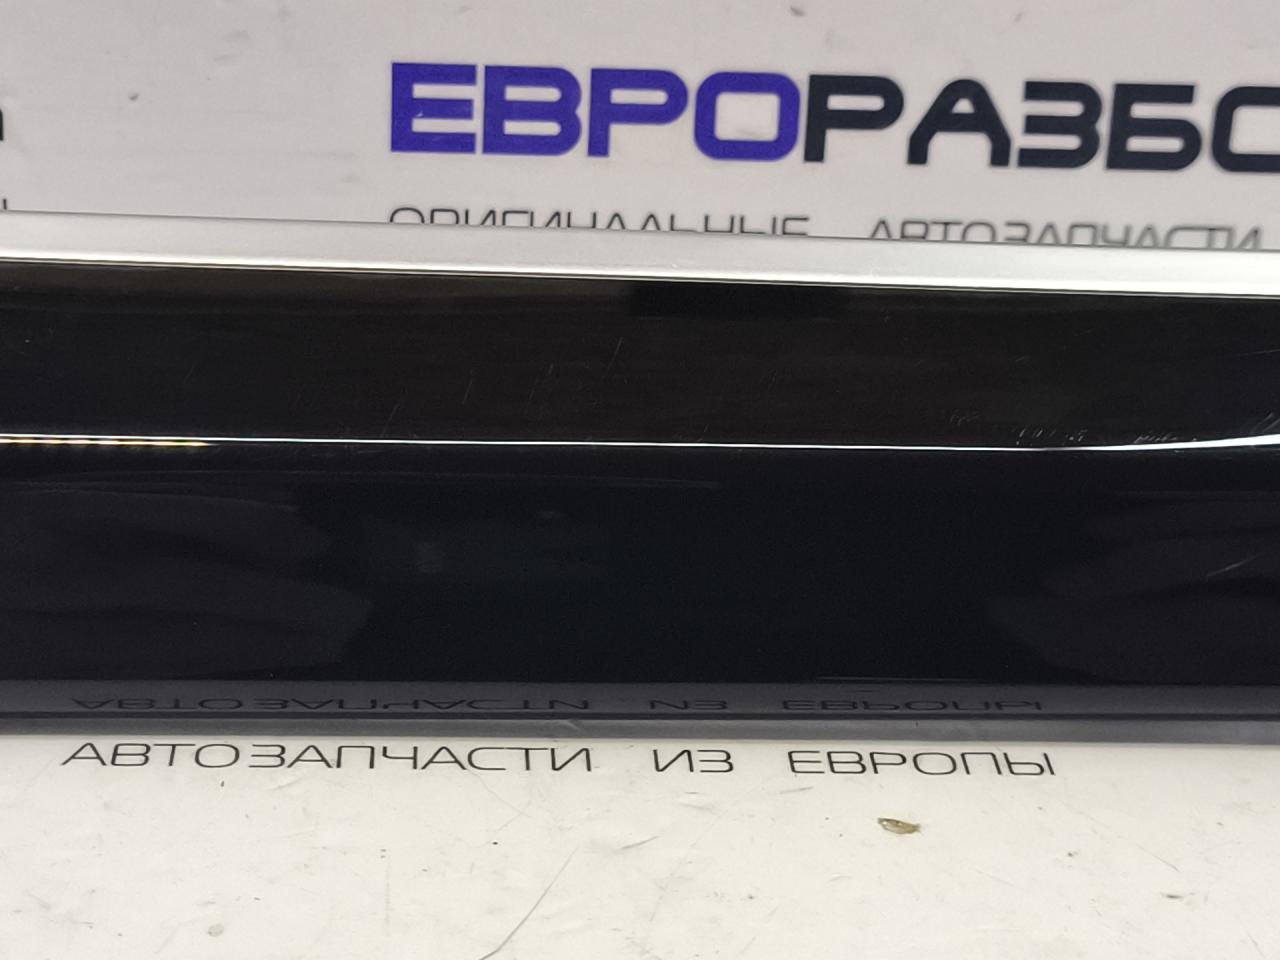 ЕВРОРАЗБО
ОРИГИНАЛЬНЫЕ АВТОЗАПЧАСТИ
АВТОЗАПЧАСТИ ИЗ ЕВРОПЫ